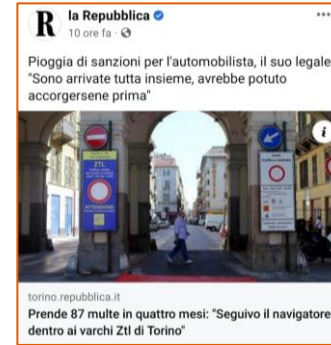 R la Repubblica
10 ore fa ·
Pioggia di sanzioni per l'automobilista, il suo legale
"Sono arrivate tutta insieme, avrebbe potuto
accorgersene prima"
ZTL
i
torino.repubblica.it
Prende 87 multe in quattro mesi: "Seguivo il navigatore
dentro ai varchi Ztl di Torino"